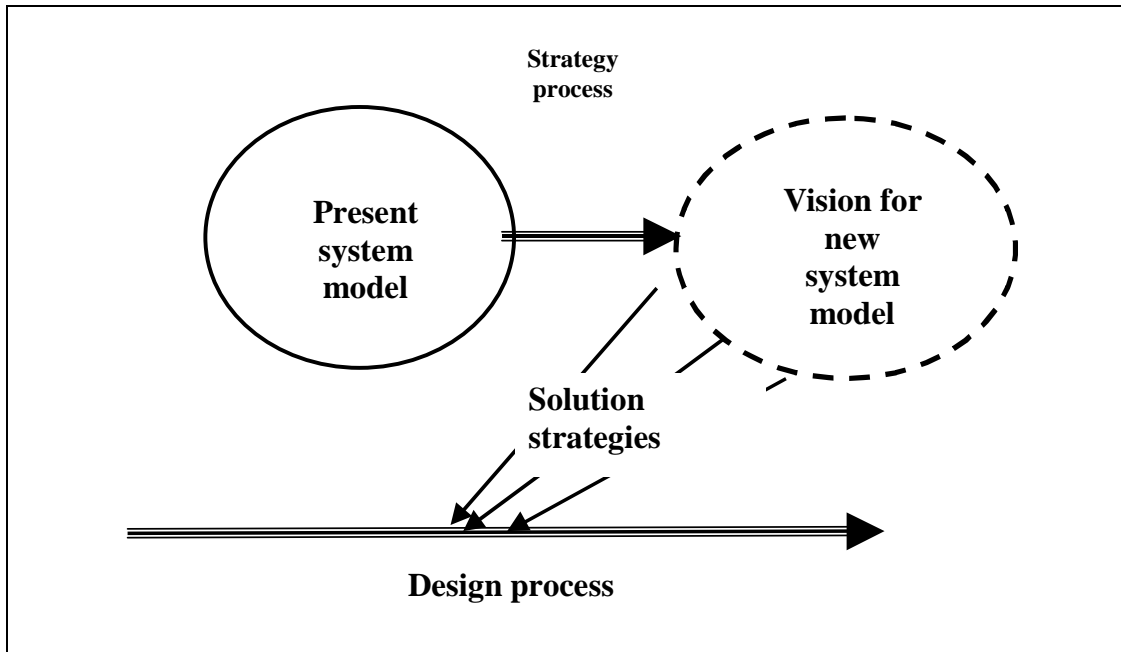 Strategy
process
Present
system
model
Vision for
new
system
model
Solution
strategies
Design process